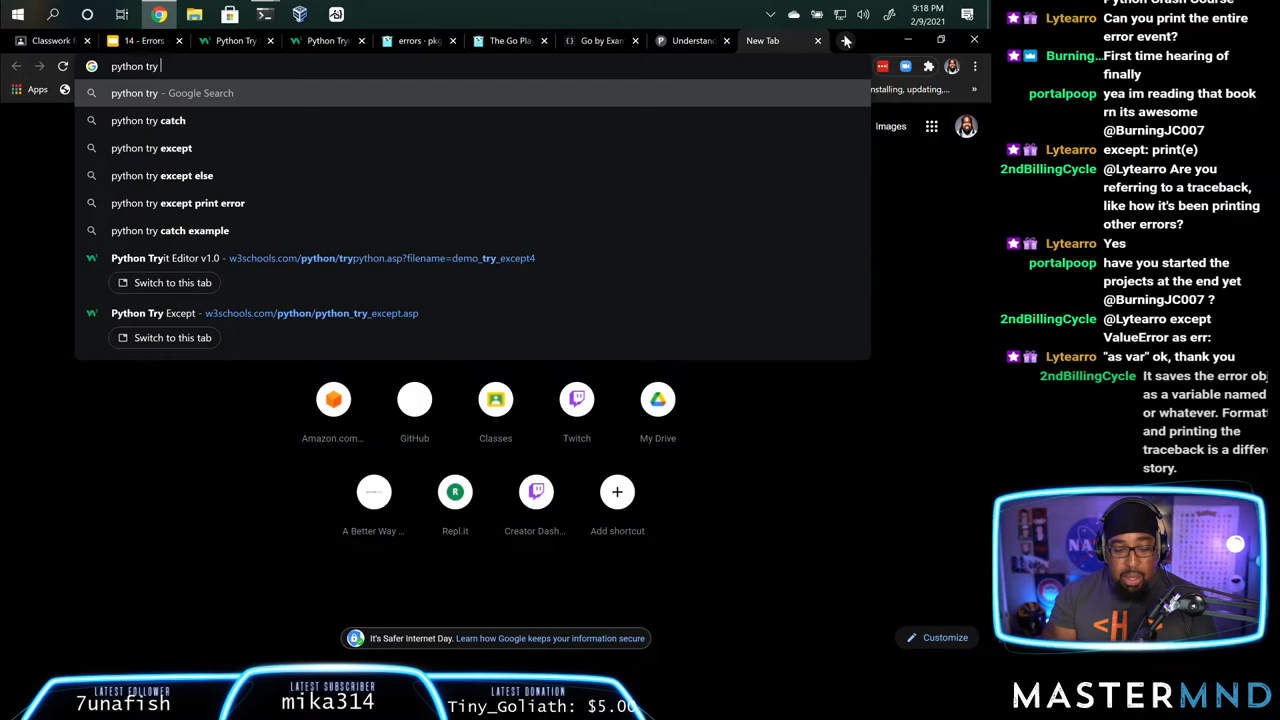 9:18 PM
2/9/2021
Classwork f
14 - Errors
Python Try
Python Try
errors · pkg
The Go Play
Go by Exam
Understand
New Tab
python try
Apps
nstalling, updating,...
»
python try - Google Search
python try catch
python try except
python try except else
python try except print error
python try catch example
Python Tryit Editor v1.0 - w3schools.com/python/trypython.asp?filename=demo_try_except4
Switch to this tab
Python Try Except - w3schools.com/python/python_try_except.asp
Switch to this tab
Images
Amazon.com...
GitHub
Classes
Twitch
My Drive
A Better Way ...
Repl.it
Creator Dash...
Add shortcut
It's Safer Internet Day. Learn how Google keeps your information secure
Customize
Python Crash Course
Lytearro Can you print the entire
error event?
Burning... First time hearing of
finally
portalpoop yea im reading that book
rn its awesome
@BurningJC007
Lytearro except: print(e)
2ndBillingCycle @Lytearro Are you
referring to a traceback,
like how it's been printing
other errors?
Lytearro Yes
portalpoop have you started the
projects at the end yet
@BurningJC007 ?
2ndBillingCycle @Lytearro except
ValueError as err:
Lytearro "as var" ok, thank you
2ndBillingCycle It saves the error obj
as a variable named
or whatever. Formatt
and printing the
traceback is a differe
story.
NASA
<H
LATEST FOLLOWER
7unafish
LATEST SUBSCRIBER
mika314
LATEST DONATION
Tiny_Goliath: $5.00
MASTERMND